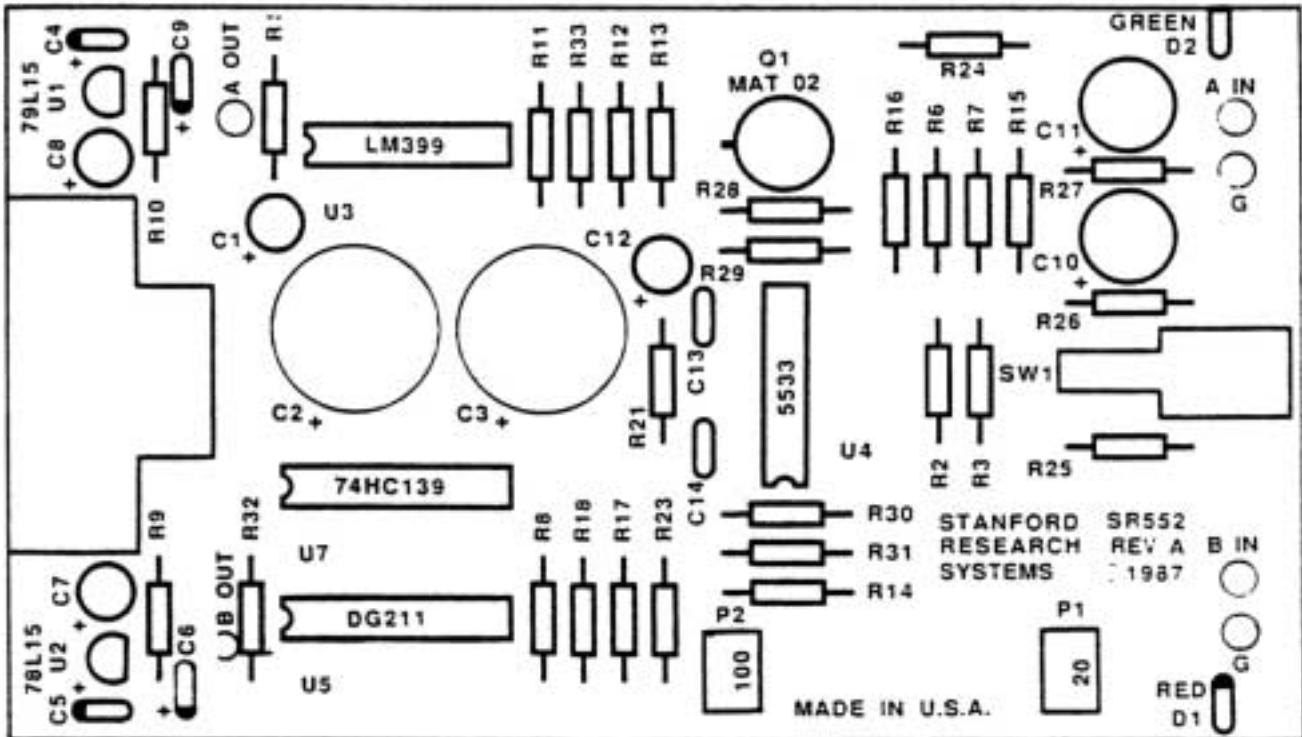 C4
C9
A OUT
R11
R33
R12
R13
Q1
MAT 02
R24
GREEN
D2
79L15
U1
C8
LM399
R16
R6
R7
R15
C11
A IN
G
R10
R28
R27
C1
U3
C12
R29
C10
R26
C2
C3
R21
C13
5533
U4
SW1
R2
R3
R25
74HC139
C14
R9
R32
U7
R8
R18
R17
R23
R30
R31
R14
STANFORD SR552
RESEARCH REV A
SYSTEMS 1987
B IN
G
C7
78L15
U2
C5
C6
B OUT
DG211
U5
P2
100
P1
20
MADE IN U.S.A.
RED
D1